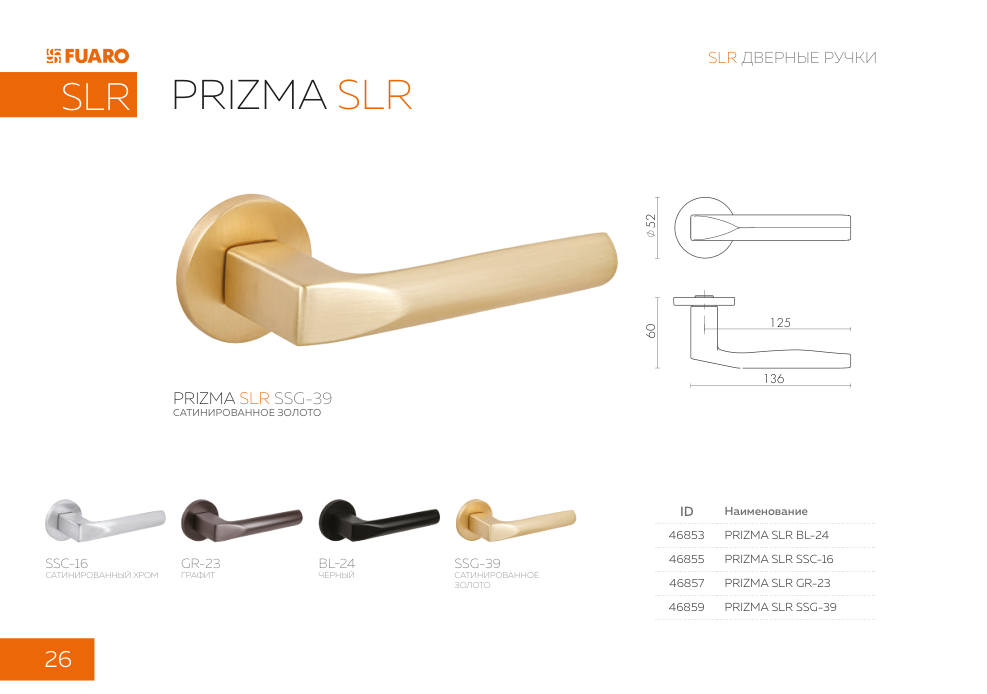 FUARO
SLR ДВЕРНЫЕ РУЧКИ
SLR
PRIZMA SLR
⌀ 52
60
125
136
PRIZMA SLR SSG-39
САТИНИРОВАННОЕ ЗОЛОТО
SSC-16
САТИНИРОВАННЫЙ ХРОМ
GR-23
ГРАФИТ
BL-24
ЧЕРНЫЙ
SSG-39
САТИНИРОВАННОЕ
ЗОЛОТО
ID Наименование
46853 PRIZMA SLR BL-24
46855 PRIZMA SLR SSC-16
46857 PRIZMA SLR GR-23
46859 PRIZMA SLR SSG-39
26